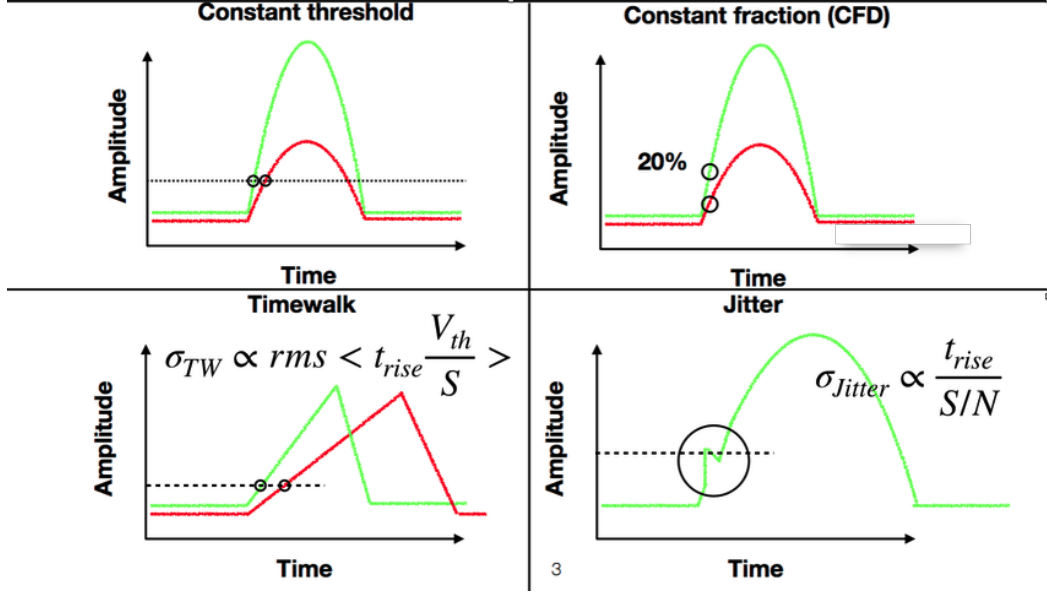 Constant threshold
Amplitude
Time
Constant fraction (CFD)
Amplitude
20%
Time
Timewalk
σ_TW ∝ rms < t_rise V_th/S >
Amplitude
Time
Jitter
σ_Jitter ∝ t_rise/(S/N)
Amplitude
Time
3